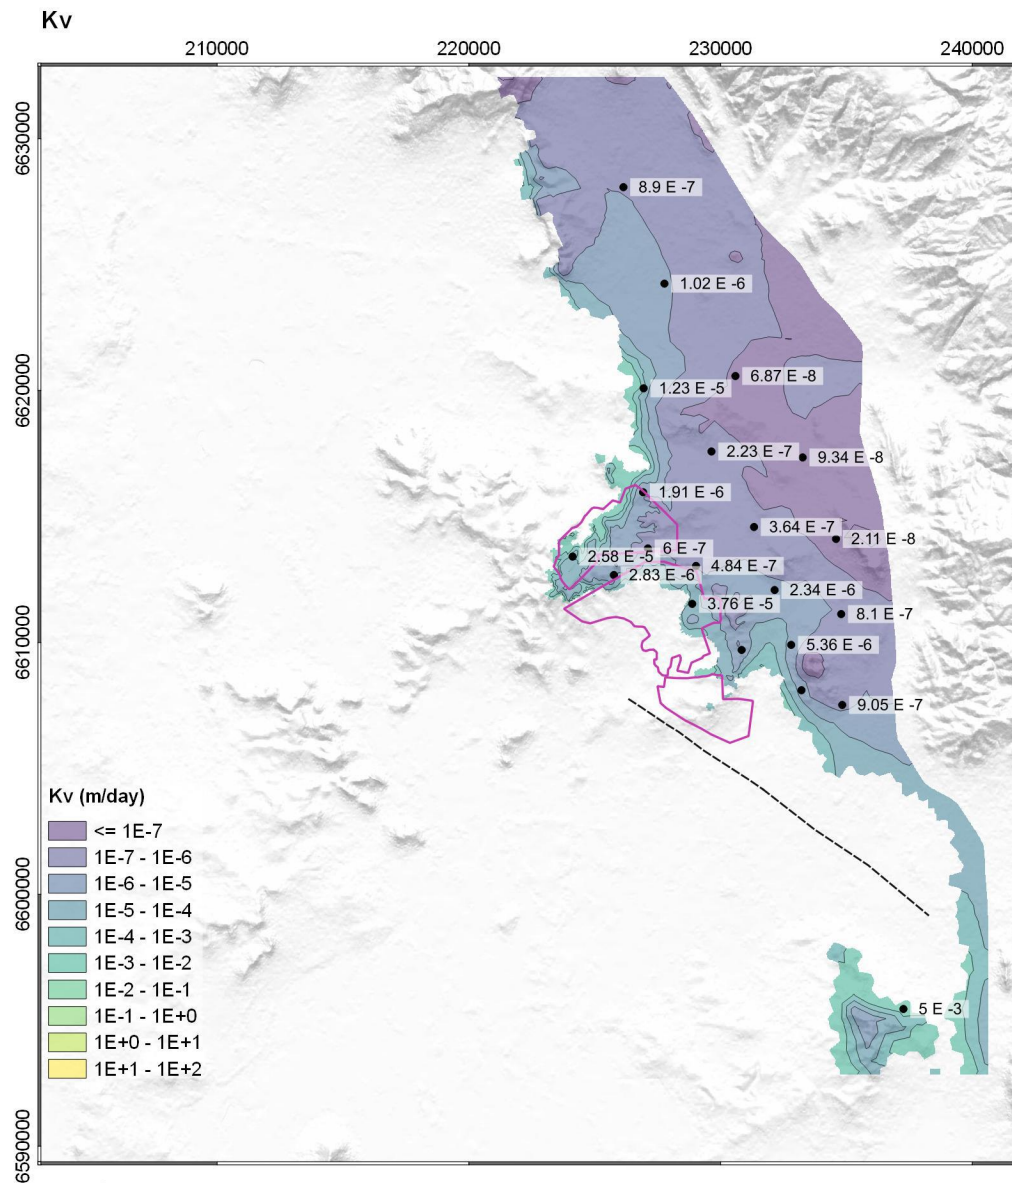 Kv
210000
220000
230000
240000
6630000
8.9 E -7
1.02 E -6
6.87 E -8
6620000
1.23 E -5
2.23 E -7
9.34 E -8
1.91 E -6
3.64 E -7
2.11 E -8
6 E -7
2.58 E -5
4.84 E -7
2.83 E -6
2.34 E -6
3.76 E -5
8.1 E -7
6610000
5.36 E -6
9.05 E -7
Kv (m/day)
<= 1E-7
1E-7 - 1E-6
1E-6 - 1E-5
6600000
1E-5 - 1E-4
1E-4 - 1E-3
1E-3 - 1E-2
1E-2 - 1E-1
5 E -3
1E-1 - 1E+0
1E+0 - 1E+1
1E+1 - 1E+2
6590000